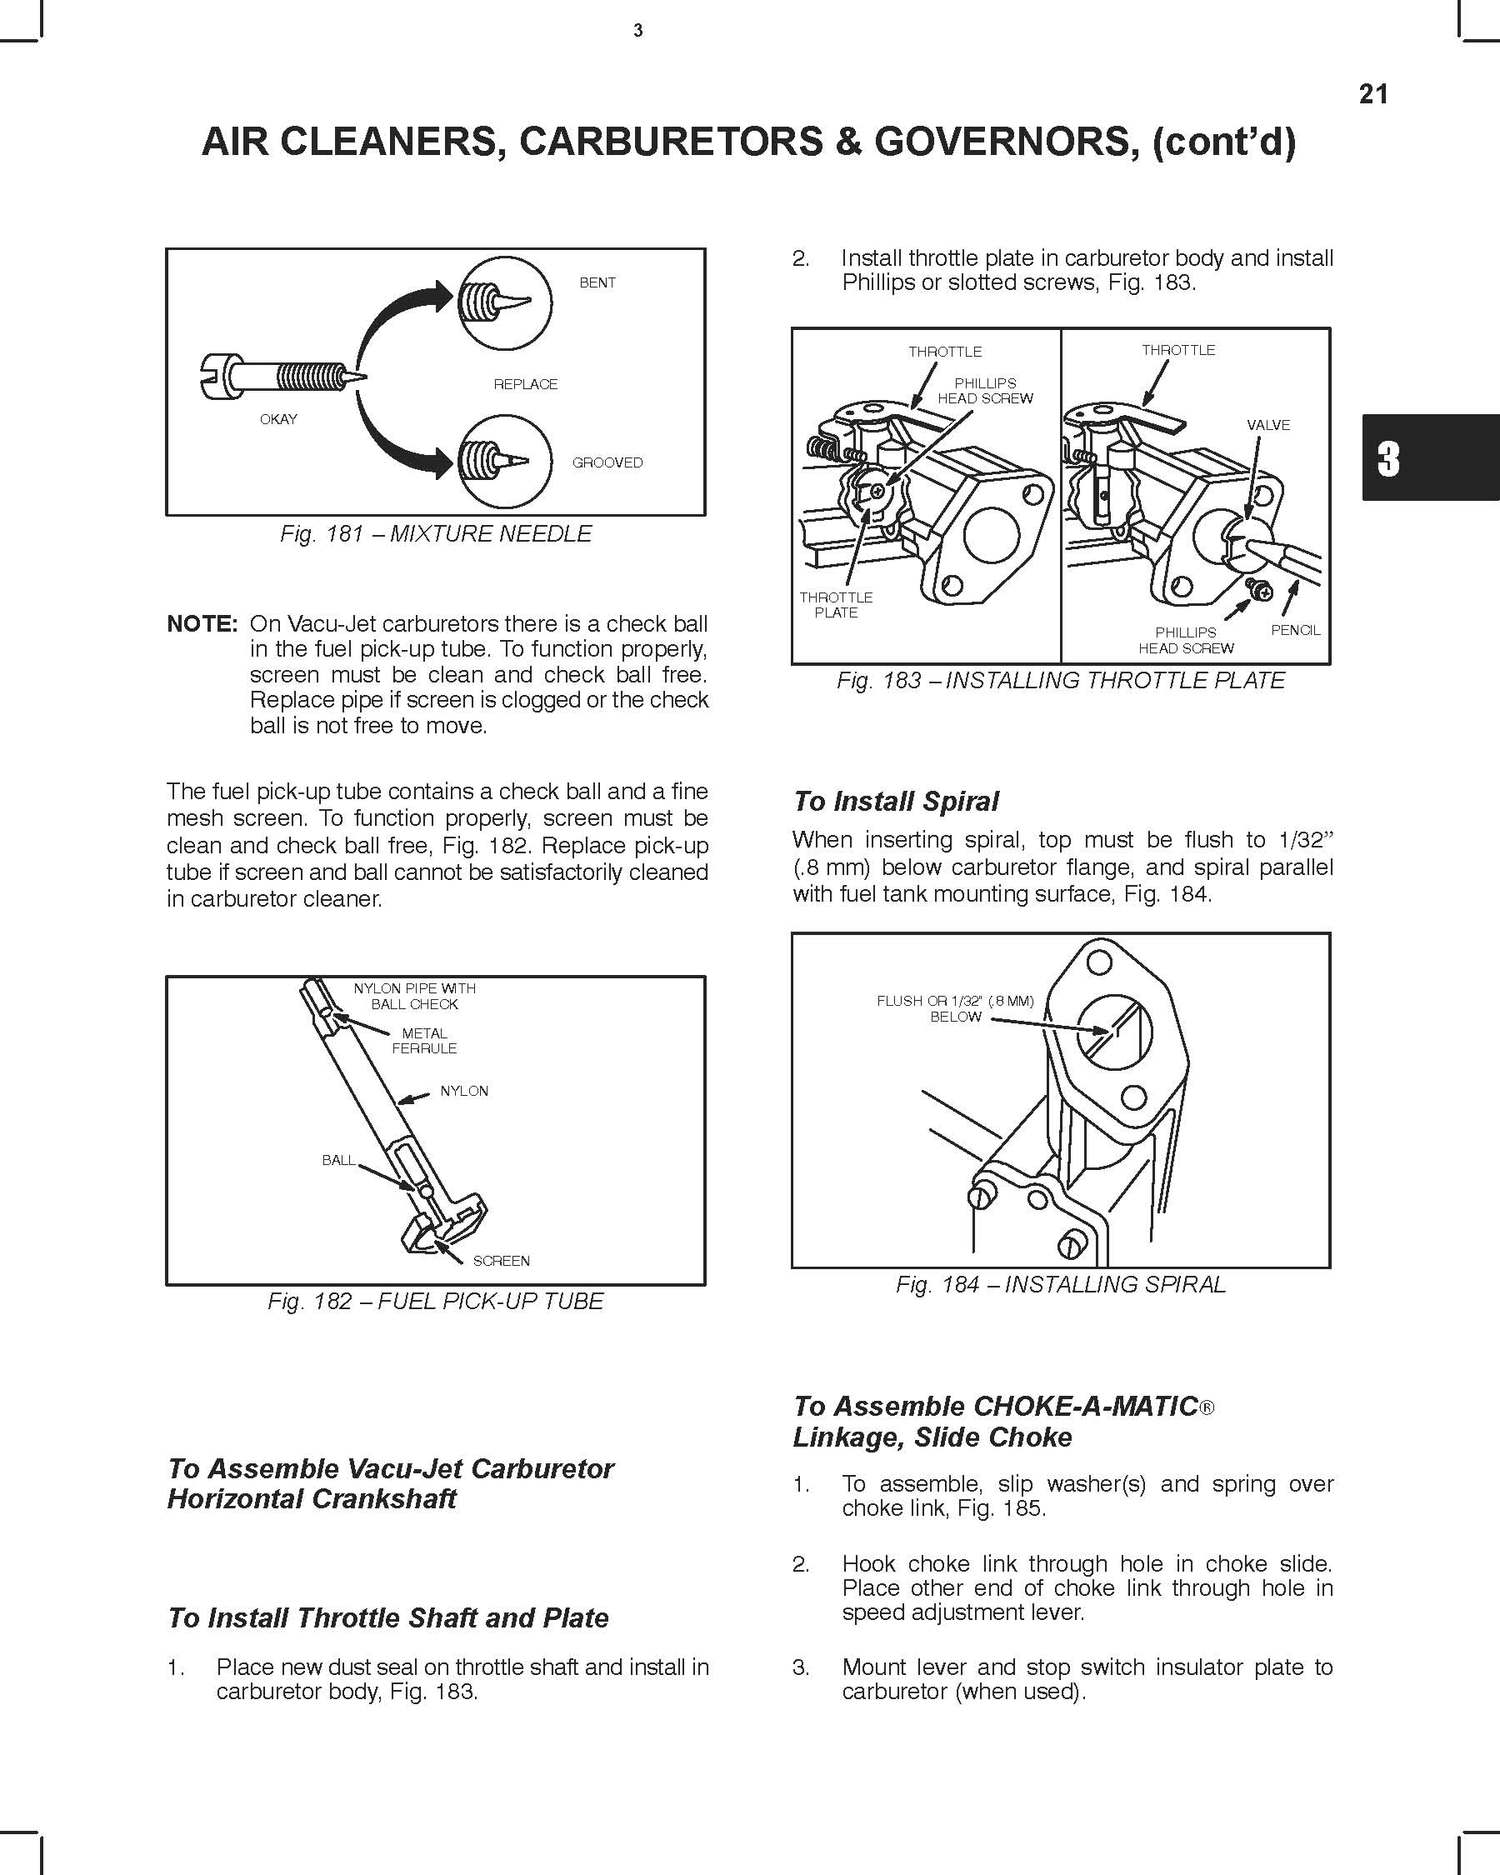 3
21
AIR CLEANERS, CARBURETORS & GOVERNORS, (cont’d)
BENT
REPLACE
OKAY
GROOVED
Fig. 181 – MIXTURE NEEDLE
NOTE: On Vacu-Jet carburetors there is a check ball
in the fuel pick-up tube. To function properly,
screen must be clean and check ball free.
Replace pipe if screen is clogged or the check
ball is not free to move.
The fuel pick-up tube contains a check ball and a fine
mesh screen. To function properly, screen must be
clean and check ball free, Fig. 182. Replace pick-up
tube if screen and ball cannot be satisfactorily cleaned
in carburetor cleaner.
NYLON PIPE WITH
BALL CHECK
METAL
FERRULE
NYLON
BALL
SCREEN
Fig. 182 – FUEL PICK-UP TUBE
To Assemble Vacu-Jet Carburetor
Horizontal Crankshaft
To Install Throttle Shaft and Plate
1. Place new dust seal on throttle shaft and install in
carburetor body, Fig. 183.
2. Install throttle plate in carburetor body and install
Phillips or slotted screws, Fig. 183.
THROTTLE
PHILLIPS
HEAD SCREW
THROTTLE
PLATE
THROTTLE
VALVE
PHILLIPS
HEAD SCREW
PENCIL
Fig. 183 – INSTALLING THROTTLE PLATE
3
To Install Spiral
When inserting spiral, top must be flush to 1/32”
(.8 mm) below carburetor flange, and spiral parallel
with fuel tank mounting surface, Fig. 184.
FLUSH OR 1/32" (.8 MM)
BELOW
Fig. 184 – INSTALLING SPIRAL
To Assemble CHOKE-A-MATIC®
Linkage, Slide Choke
1. To assemble, slip washer(s) and spring over
choke link, Fig. 185.
2. Hook choke link through hole in choke slide.
Place other end of choke link through hole in
speed adjustment lever.
3. Mount lever and stop switch insulator plate to
carburetor (when used).